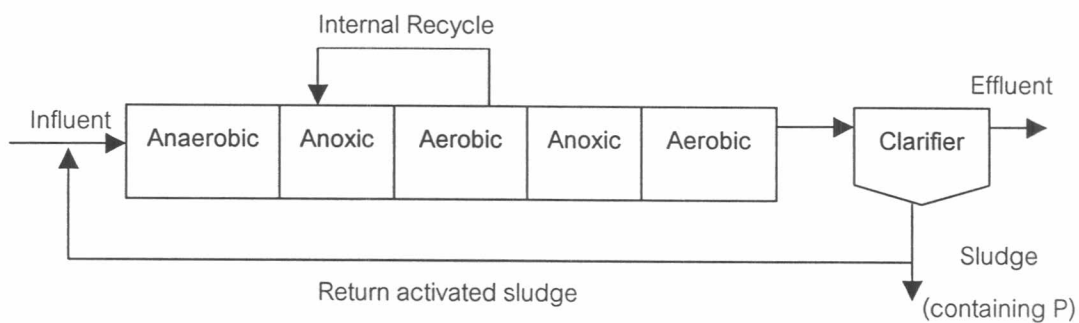 Internal Recycle
Effluent
Influent
Anaerobic
Anoxic
Aerobic
Anoxic
Aerobic
Clarifier
Sludge
Return activated sludge
(containing P)